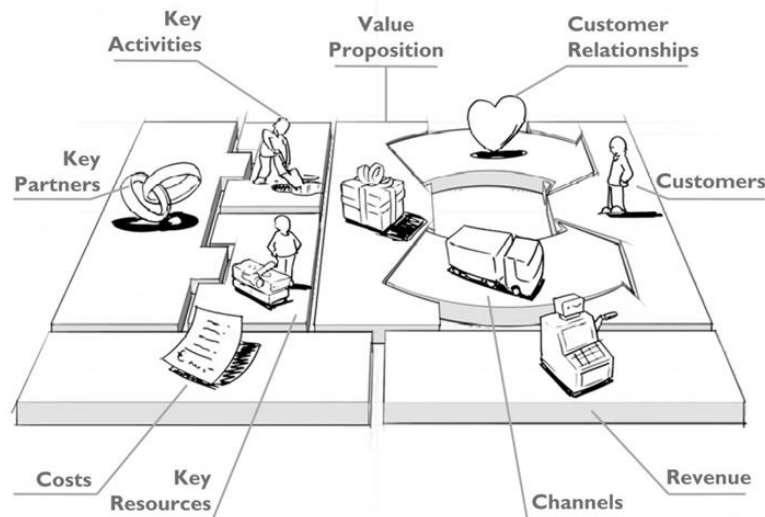 Key
Activities
Value
Proposition
Customer
Relationships
Key
Partners
Customers
Costs
Key
Resources
Channels
Revenue